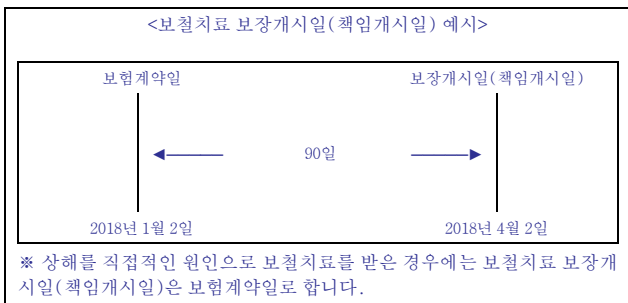 <보철치료 보장개시일(책임개시일) 예시>
보험계약일 보장개시일(책임개시일)
90일
2018년 1월 2일 2018년 4월 2일
※ 상해를 직접적인 원인으로 보철치료를 받은 경우에는 보철치료 보장개
시일(책임개시일)은 보험계약일로 합니다.